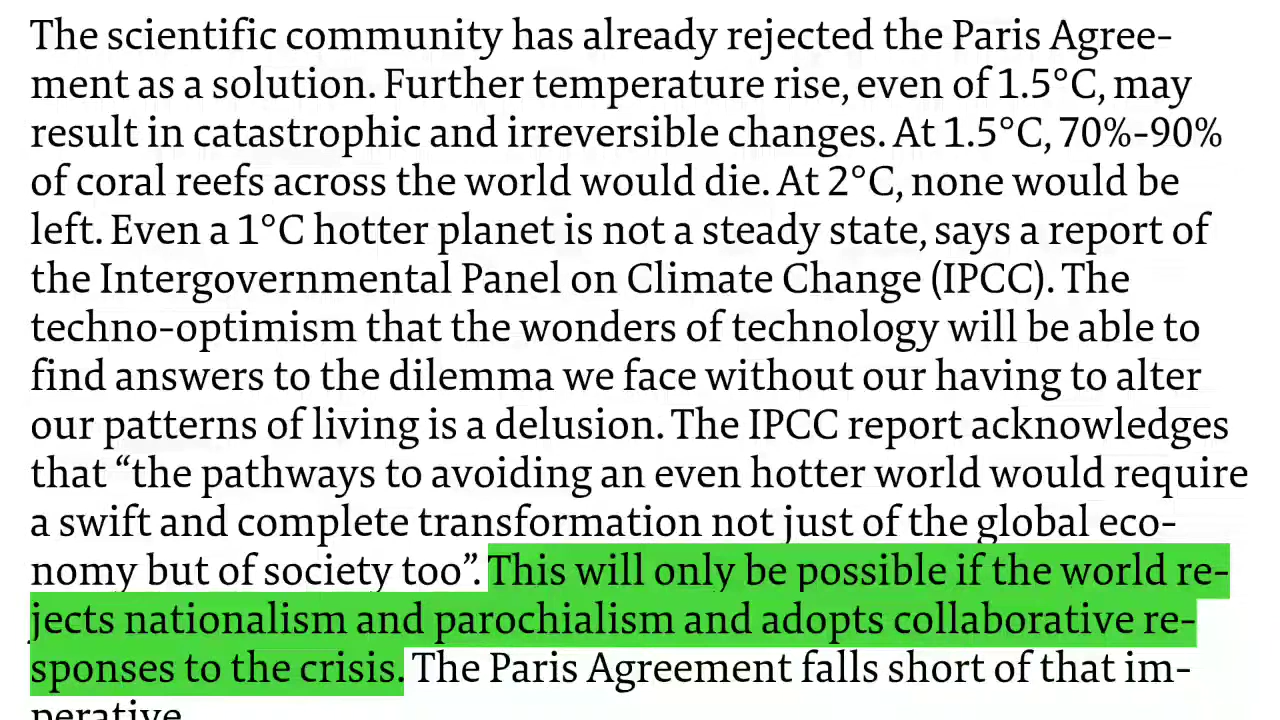 The scientific community has already rejected the Paris Agree-
ment as a solution. Further temperature rise, even of 1.5°C, may
result in catastrophic and irreversible changes. At 1.5°C, 70%-90%
of coral reefs across the world would die. At 2°C, none would be
left. Even a 1°C hotter planet is not a steady state, says a report of
the Intergovernmental Panel on Climate Change (IPCC). The
techno-optimism that the wonders of technology will be able to
find answers to the dilemma we face without our having to alter
our patterns of living is a delusion. The IPCC report acknowledges
that “the pathways to avoiding an even hotter world would require
a swift and complete transformation not just of the global eco-
nomy but of society too”. This will only be possible if the world re-
jects nationalism and parochialism and adopts collaborative re-
sponses to the crisis. The Paris Agreement falls short of that im-
perative.